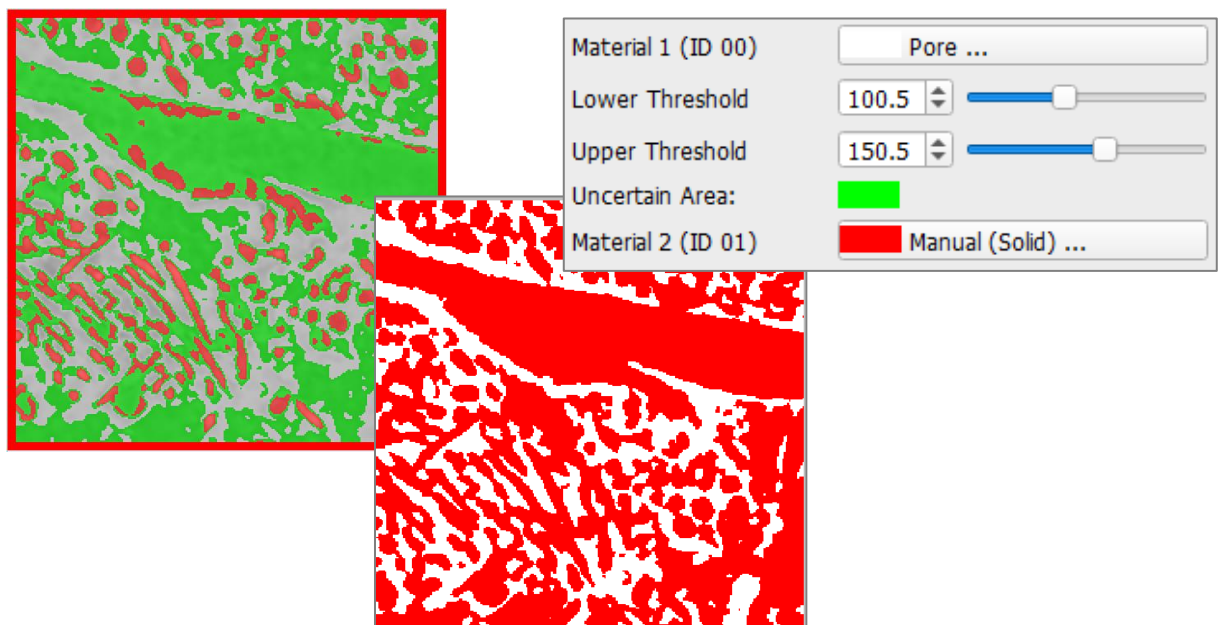 Material 1 (ID 00) Pore ...
Lower Threshold 100.5
Upper Threshold 150.5
Uncertain Area:
Material 2 (ID 01) Manual (Solid) ...